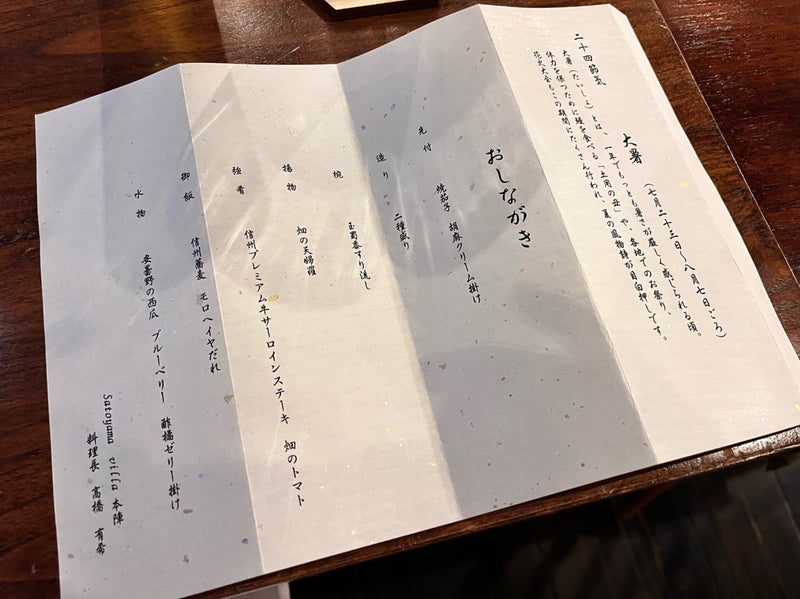 二十四節気
大暑 (七月二十三日〜八月七日ごろ)
大暑(たいしょ)とは、一年でもっとも暑さが厳しく感じられる頃。
体力を保つために鰻を食べる「土用の丑」や、各地でのお祭り、
花火大会もこの期間にたくさん行われ、夏の風物詩が目白押しです。
おしながき
先付 焼茄子 胡麻クリーム掛け
造り 二種盛り
椀 玉蜀黍すり流し
揚物 畑の天婦羅
強肴 信州プレミアム牛サーロインステーキ 畑のトマト
御飯 信州蕎麦 モロヘイヤだれ
水物 安曇野の西瓜 ブルーベリー 酢橘ゼリー掛け
Satoyama villa 本陣
料理長 高橋 有希